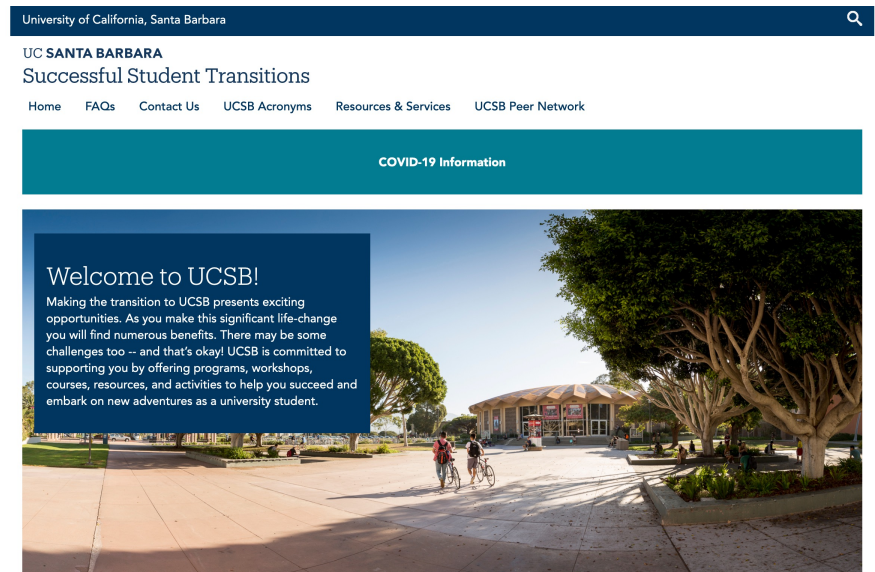 University of California, Santa Barbara
UC SANTA BARBARA
Successful Student Transitions
Home FAQs Contact Us UCSB Acronyms Resources & Services UCSB Peer Network
COVID-19 Information
Welcome to UCSB!
Making the transition to UCSB presents exciting
opportunities. As you make this significant life-change
you will find numerous benefits. There may be some
challenges too -- and that's okay! UCSB is committed to
supporting you by offering programs, workshops,
courses, resources, and activities to help you succeed and
embark on new adventures as a university student.